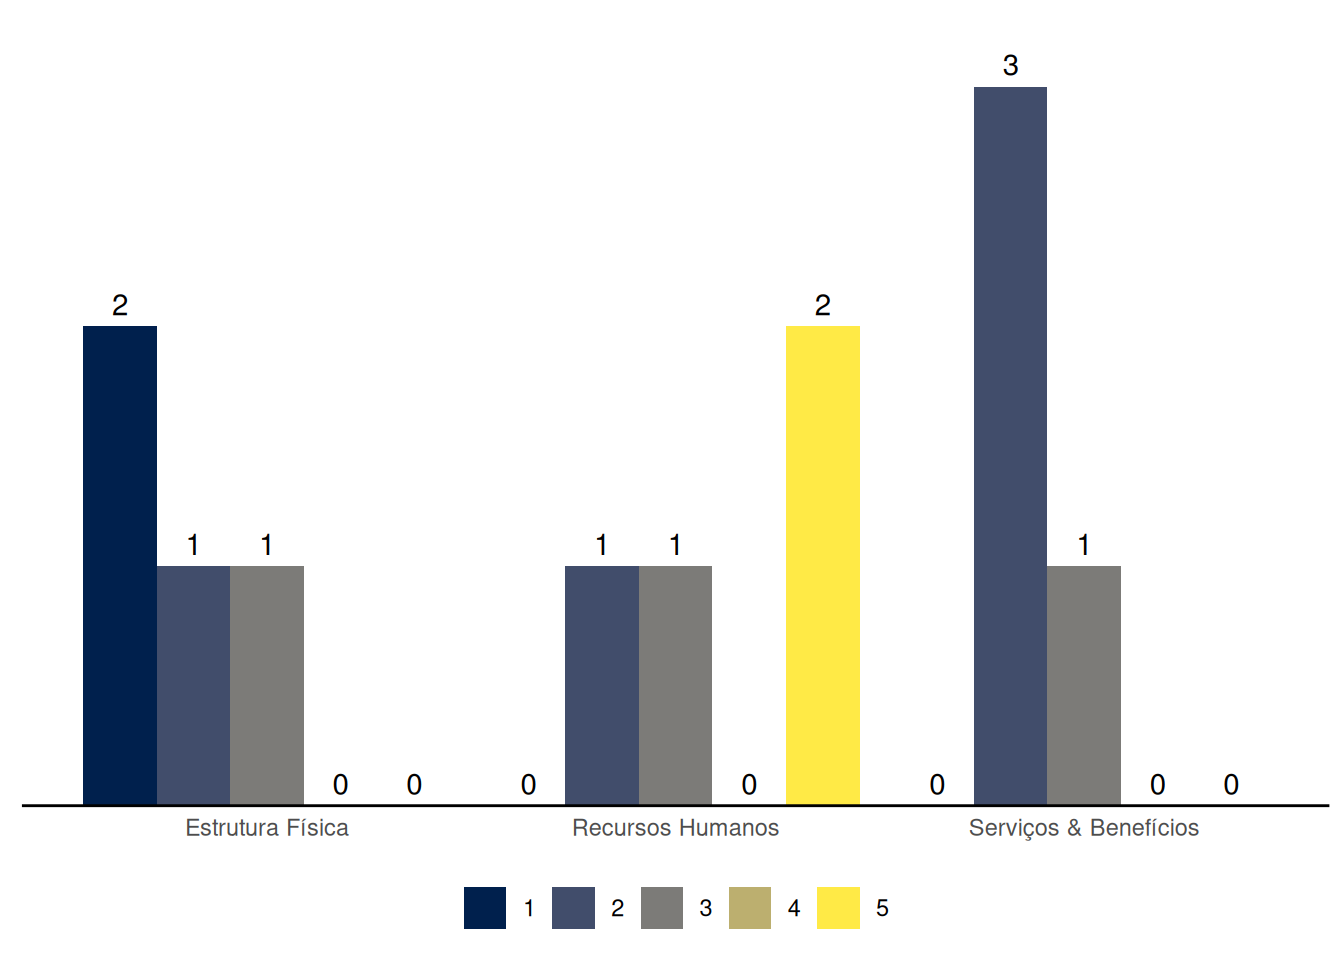 3
2 2
1 1 1 1 1
0 0 0 0 0 0 0
Estrutura Física Recursos Humanos Serviços & Benefícios
1 2 3 4 5